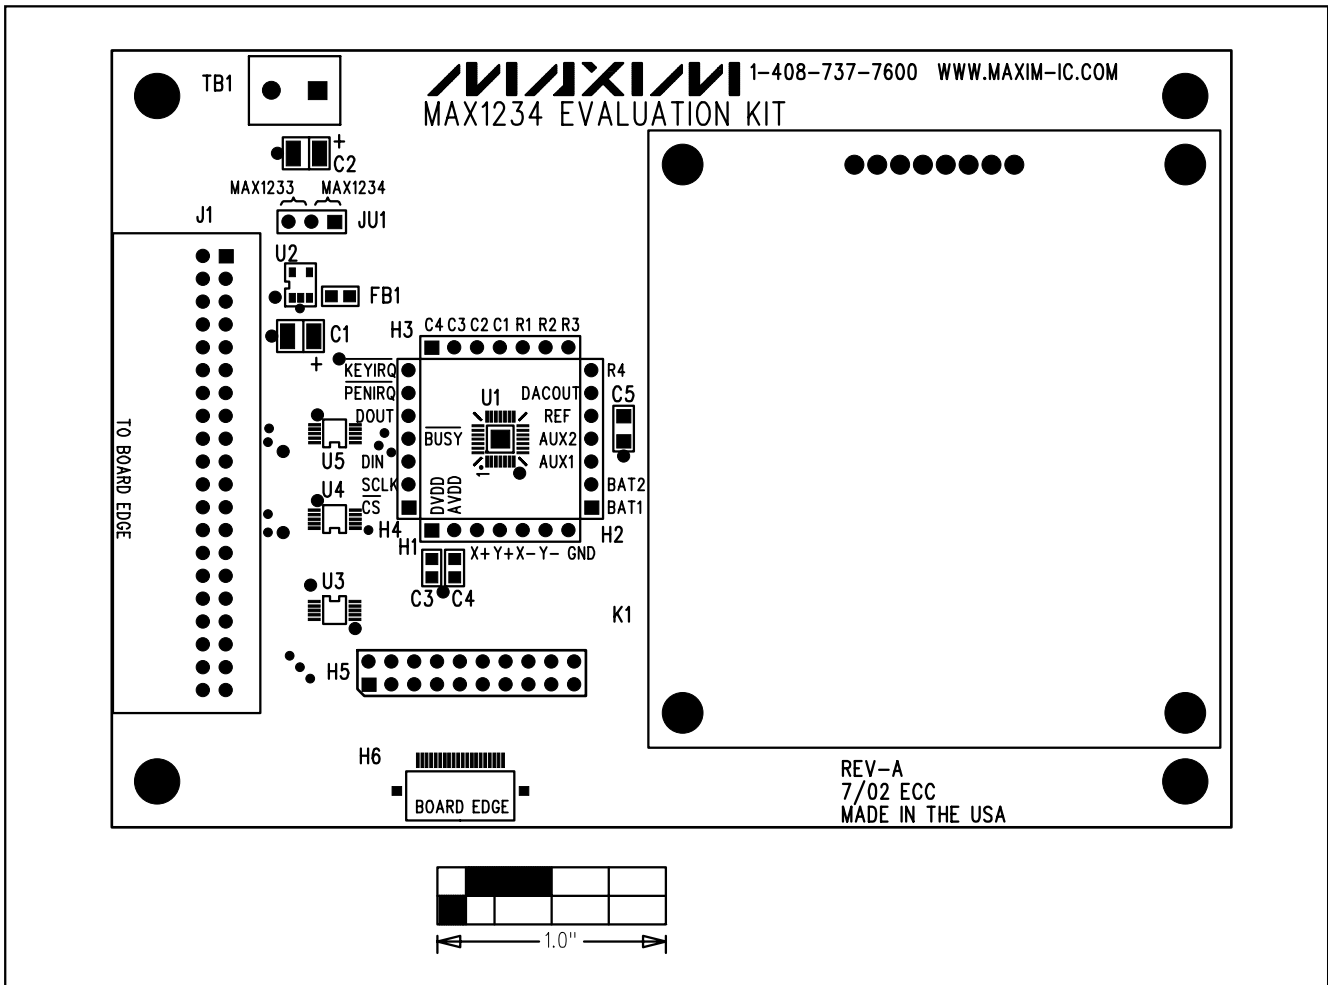 TB1
MAXIM 1-408-737-7600 WWW.MAXIM-IC.COM
MAX1234 EVALUATION KIT
+
C2
MAX1233 MAX1234
J1
JU1
U2
FB1
C1
+
H3
C4 C3 C2 C1 R1 R2 R3
KEYIRQ
PENIRQ
DOUT
BUSY
DIN
SCLK
CS
H4
U1
1
DACOUT
REF
AUX2
AUX1
R4
C5
BAT2
BAT1
H2
DVDD
AVDD
H1
X+ Y+ X- Y- GND
C3 C4
U5
U4
U3
TO BOARD EDGE
K1
H5
H6
BOARD EDGE
REV-A
7/02 ECC
MADE IN THE USA
1.0"